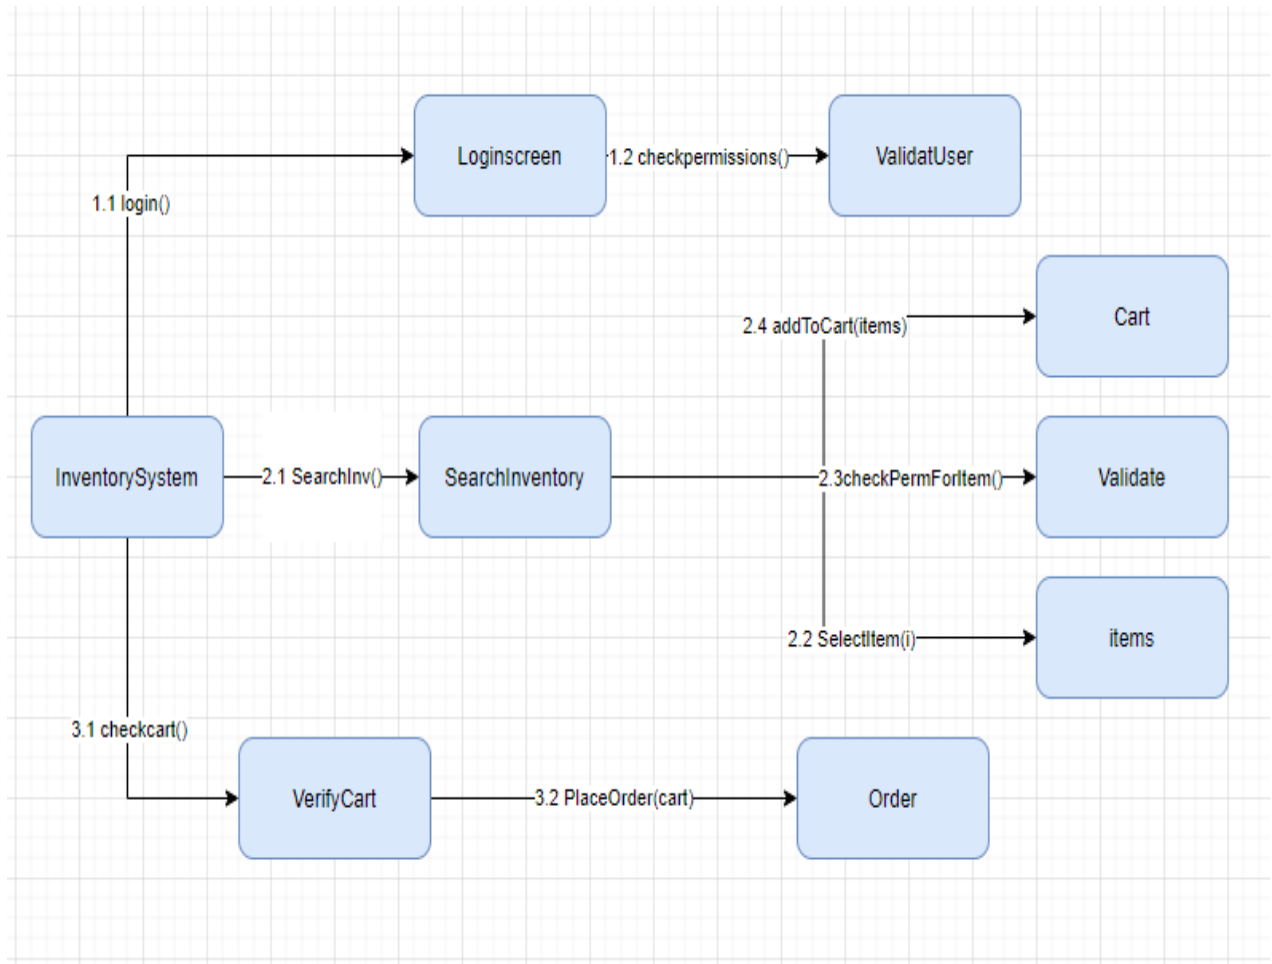 Loginscreen
1.2 checkpermissions()
ValidatUser
1.1 login()
2.4 addToCart(items)
Cart
InventorySystem
2.1 SearchInv()
SearchInventory
2.3checkPermForItem()
Validate
2.2 SelectItem(i)
items
3.1 checkcart()
VerifyCart
3.2 PlaceOrder(cart)
Order